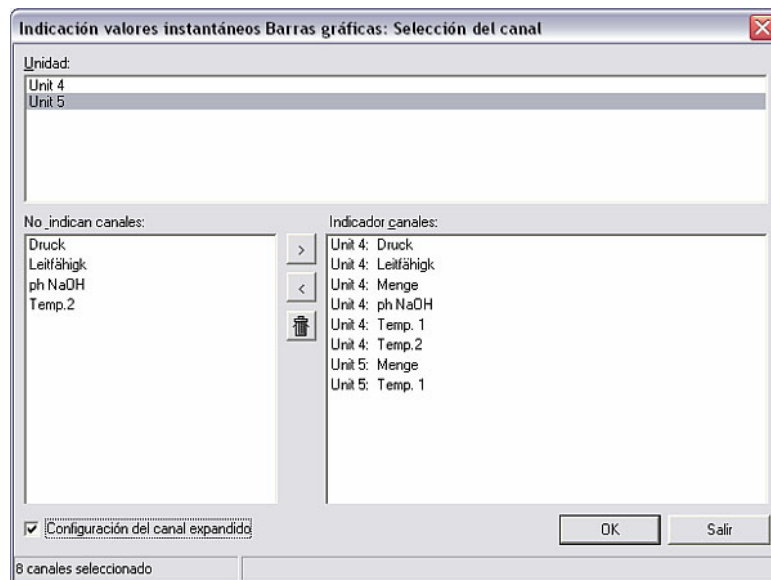 Indicación valores instantáneos Barras gráficas: Selección del canal
Unidad:
Unit 4
Unit 5
No_indican canales:
Druck
Leitfähigk
ph NaOH
Temp.2
>
<
Indicador canales:
Unit 4: Druck
Unit 4: Leitfähigk
Unit 4: Menge
Unit 4: ph NaOH
Unit 4: Temp. 1
Unit 4: Temp.2
Unit 5: Menge
Unit 5: Temp. 1
Configuración del canal expandido
OK
Salir
8 canales seleccionado